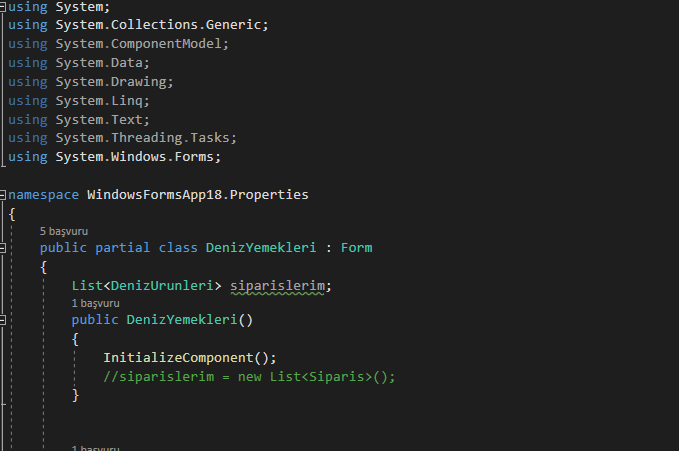 using System;
using System.Collections.Generic;
using System.ComponentModel;
using System.Data;
using System.Drawing;
using System.Linq;
using System.Text;
using System.Threading.Tasks;
using System.Windows.Forms;
namespace WindowsFormsApp18.Properties
{
5 başvuru
public partial class DenizYemekleri : Form
{
List<DenizUrunleri> siparislerim;
1 başvuru
public DenizYemekleri()
{
InitializeComponent();
//siparislerim = new List<Siparis>();
}
1 başvuru